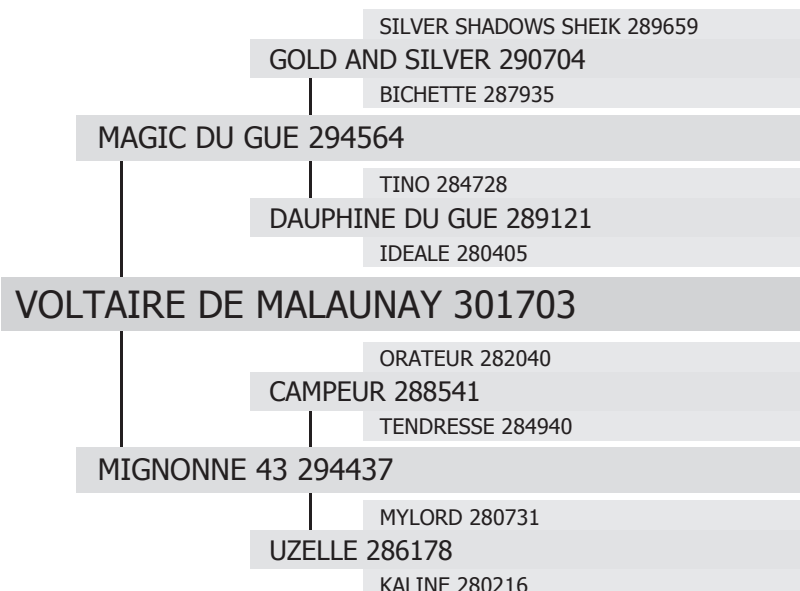 SILVER SHADOWS SHEIK 289659
GOLD AND SILVER 290704
BICHETTE 287935
MAGIC DU GUE 294564
TINO 284728
DAUPHINE DU GUE 289121
IDEALE 280405
VOLTAIRE DE MALAUNAY 301703
ORATEUR 282040
CAMPEUR 288541
TENDRESSE 284940
MIGNONNE 43 294437
MYLORD 280731
UZELLE 286178
KALINE 280216